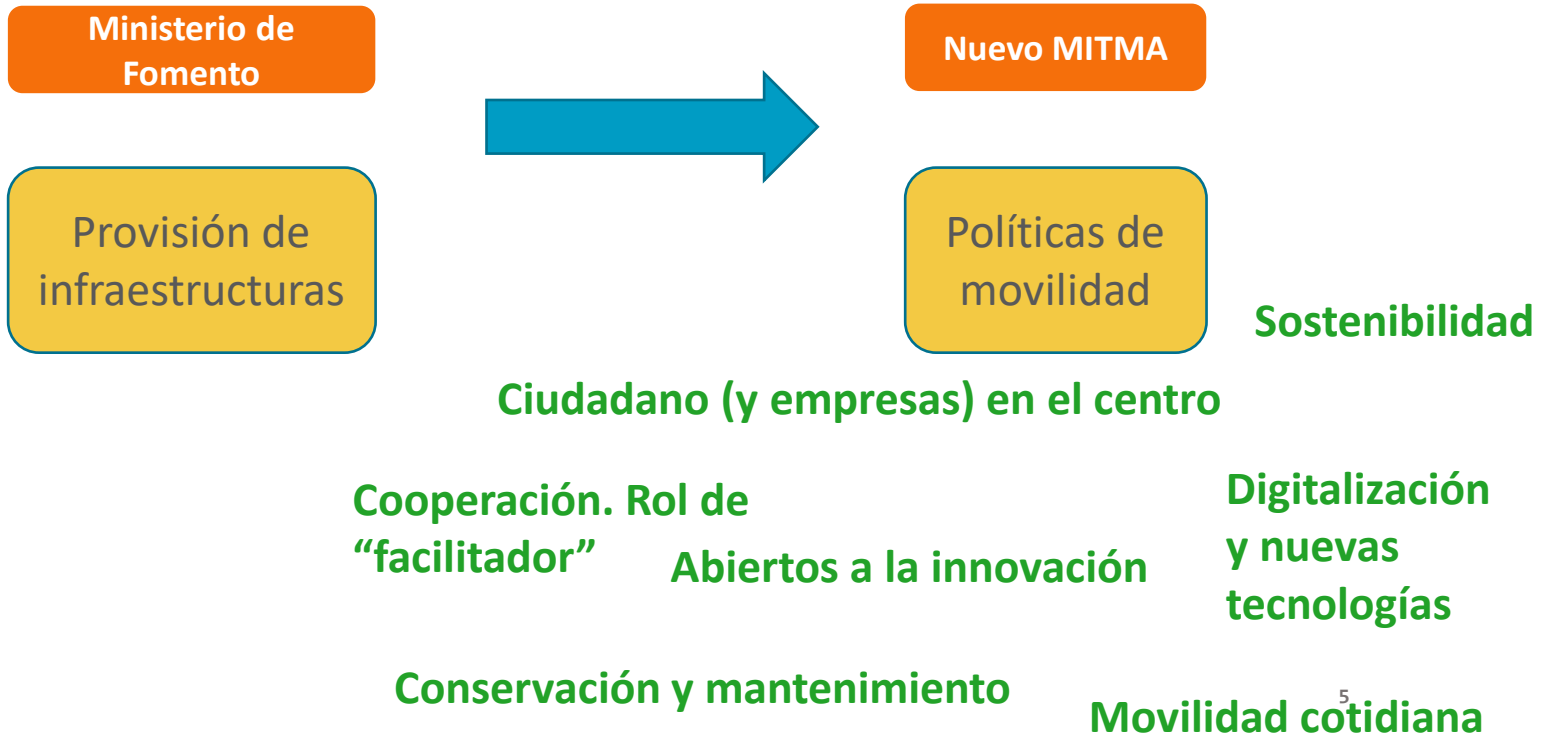 Ministerio de
Fomento
Nuevo MITMA
Provisión de
infraestructuras
Políticas de
movilidad
Sostenibilidad
Ciudadano (y empresas) en el centro
Cooperación. Rol de
“facilitador”
Abiertos a la innovación
Digitalización
y nuevas
tecnologías
Conservación y mantenimiento
Movilidad cotidiana
5